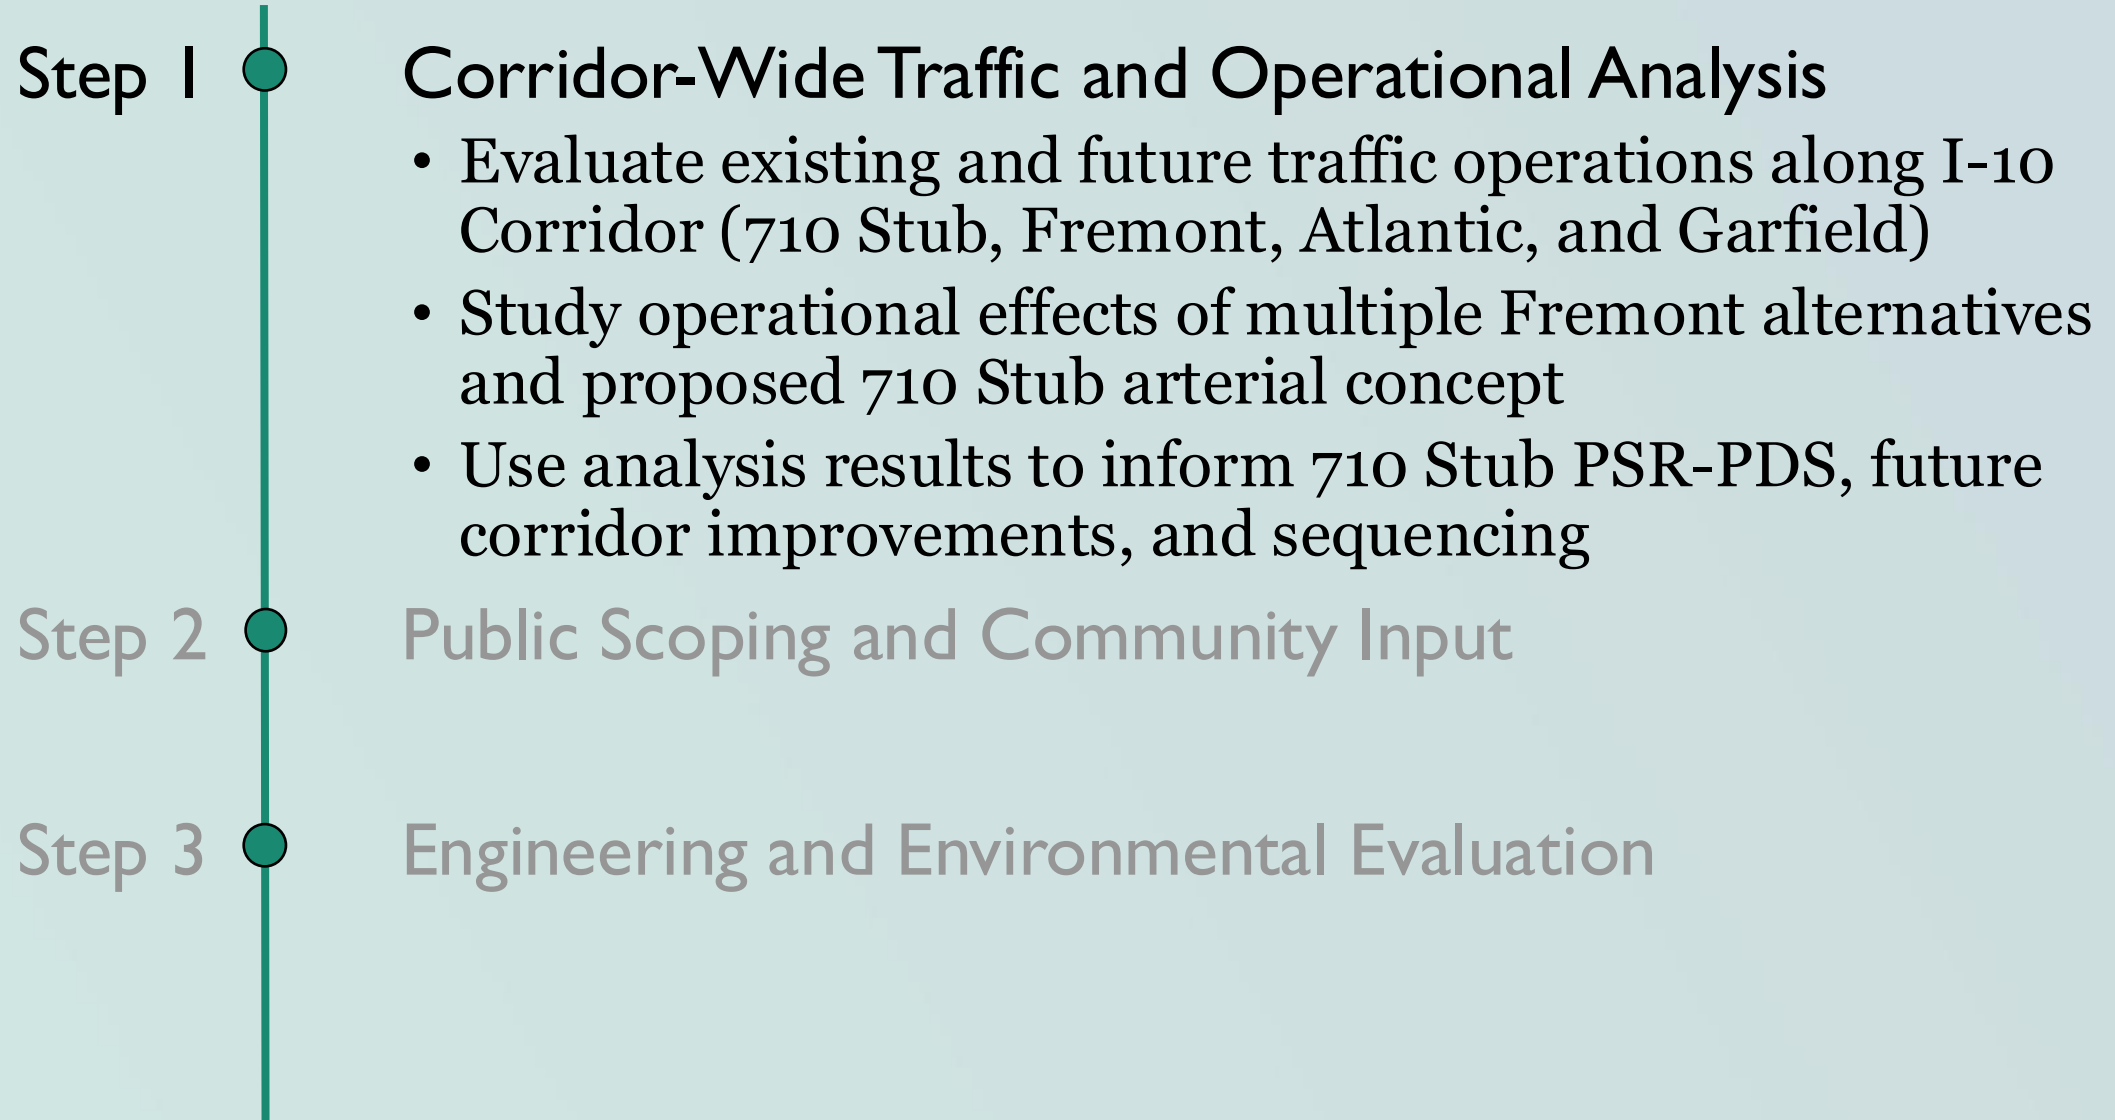 Step 1 Corridor-Wide Traffic and Operational Analysis
• Evaluate existing and future traffic operations along I-10
Corridor (710 Stub, Fremont, Atlantic, and Garfield)
• Study operational effects of multiple Fremont alternatives
and proposed 710 Stub arterial concept
• Use analysis results to inform 710 Stub PSR-PDS, future
corridor improvements, and sequencing
Step 2 Public Scoping and Community Input
Step 3 Engineering and Environmental Evaluation